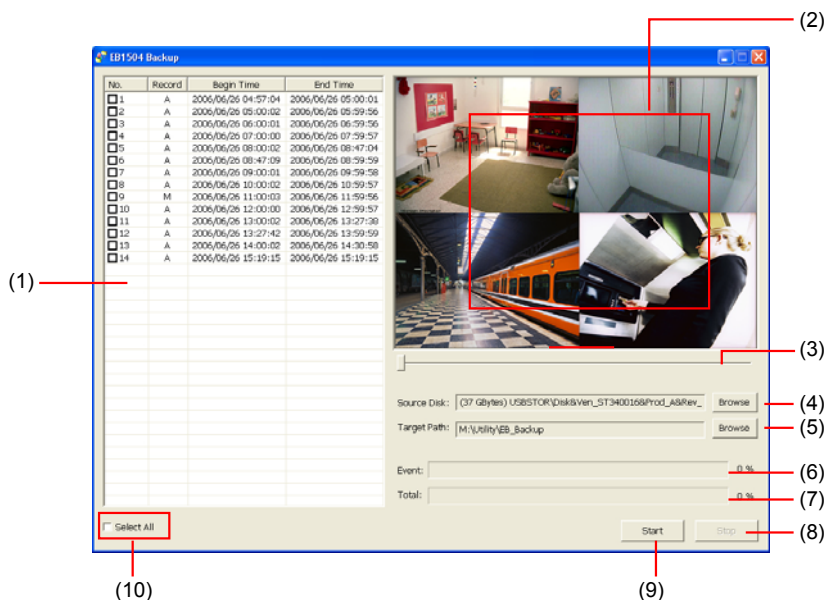 (2)
EB1504 Backup
No. Record Begin Time End Time
1 A 2006/06/26 04:57:04 2006/06/26 05:00:01
2 A 2006/06/26 05:00:02 2006/06/26 05:59:56
3 A 2006/06/26 06:00:01 2006/06/26 06:59:56
4 A 2006/06/26 07:00:00 2006/06/26 07:59:57
5 A 2006/06/26 08:00:02 2006/06/26 08:47:04
6 A 2006/06/26 08:47:09 2006/06/26 08:59:59
7 A 2006/06/26 09:00:01 2006/06/26 09:59:58
8 A 2006/06/26 10:00:02 2006/06/26 10:59:57
9 M 2006/06/26 11:00:03 2006/06/26 11:59:56
10 A 2006/06/26 12:00:00 2006/06/26 12:59:57
11 A 2006/06/26 13:00:02 2006/06/26 13:27:38
12 A 2006/06/26 13:27:42 2006/06/26 13:59:59
13 A 2006/06/26 14:00:02 2006/06/26 14:30:58
14 A 2006/06/26 15:19:15 2006/06/26 15:19:15
(1)
(3)
Source Disk: (37 GBytes) USBSTOR\Disk&Ven_ST340016&Prod_A&Rev_ Browse (4)
Target Path: M:\Utility\EB_Backup Browse (5)
Event: 0 % (6)
Total: 0 % (7)
Select All Start Stop (8)
(10) (9)